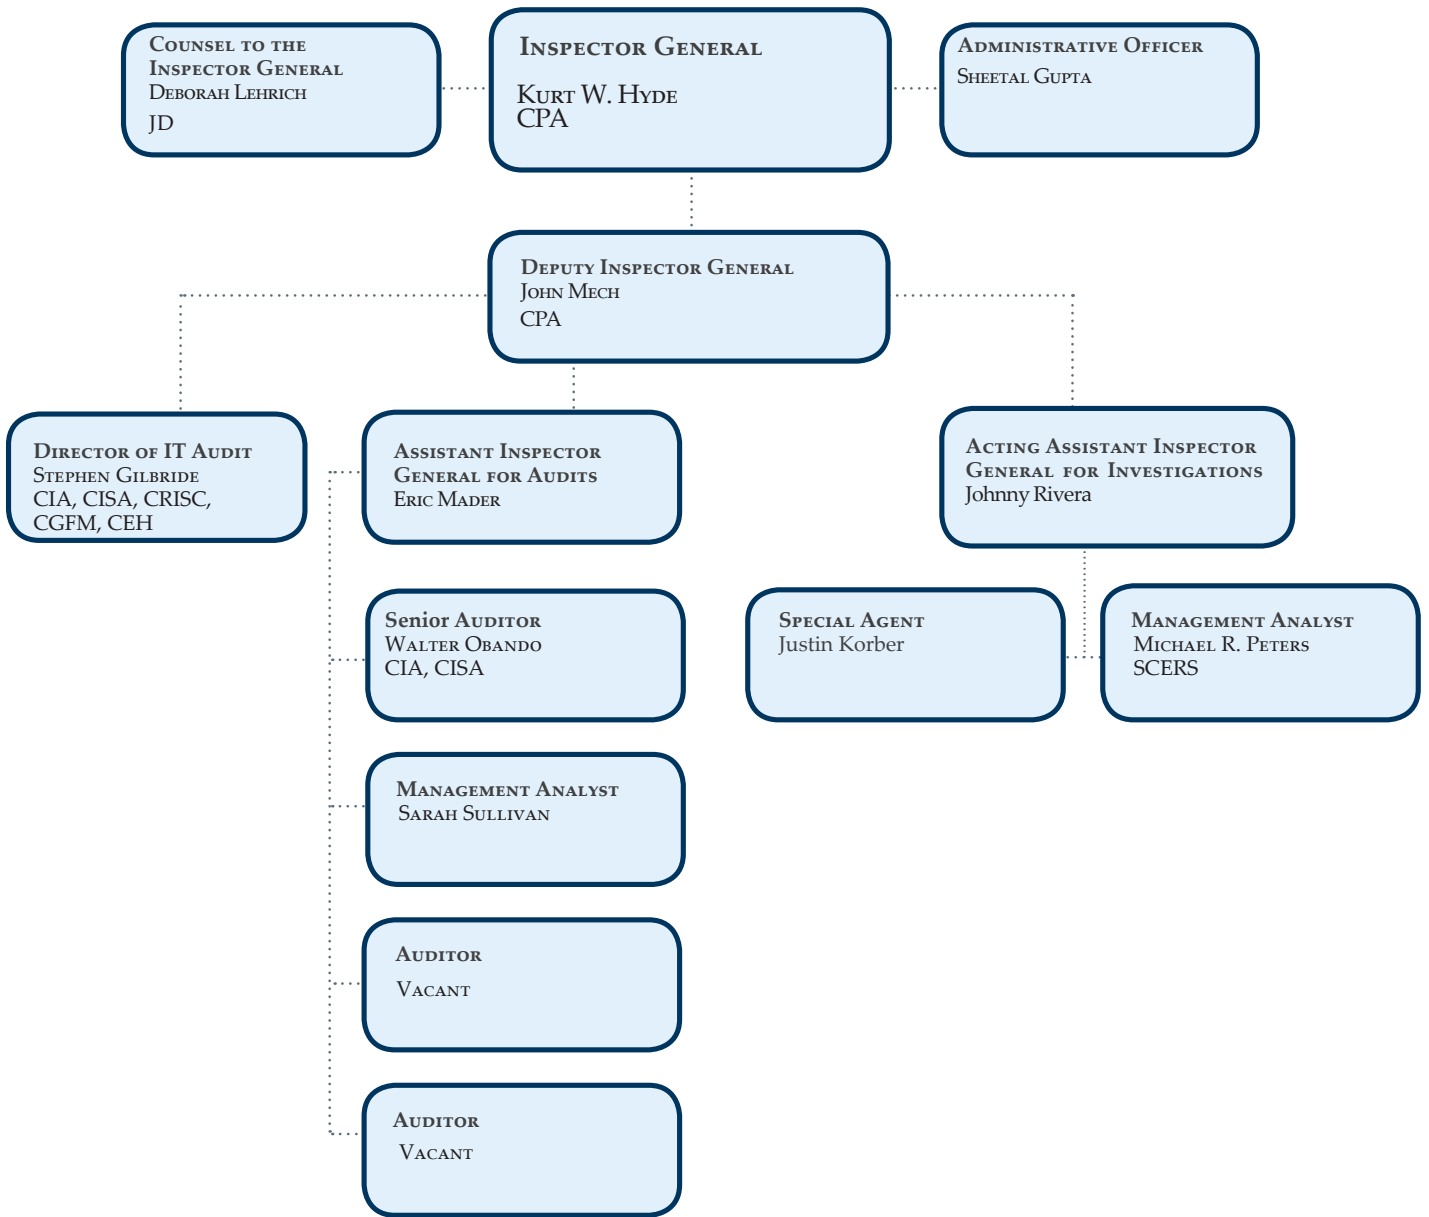 Counsel to the
Inspector General
Deborah Lehrich
JD
Inspector General
Kurt W. Hyde
CPA
Administrative Officer
Sheetal Gupta
Deputy Inspector General
John Mech
CPA
Director of IT Audit
Stephen Gilbride
CIA, CISA, CRISC,
CGFM, CEH
Assistant Inspector
General for Audits
Eric Mader
Acting Assistant Inspector
General for Investigations
Johnny Rivera
Senior Auditor
Walter Obando
CIA, CISA
Special Agent
Justin Korber
Management Analyst
Michael R. Peters
SCERS
Management Analyst
Sarah Sullivan
Auditor
Vacant
Auditor
Vacant